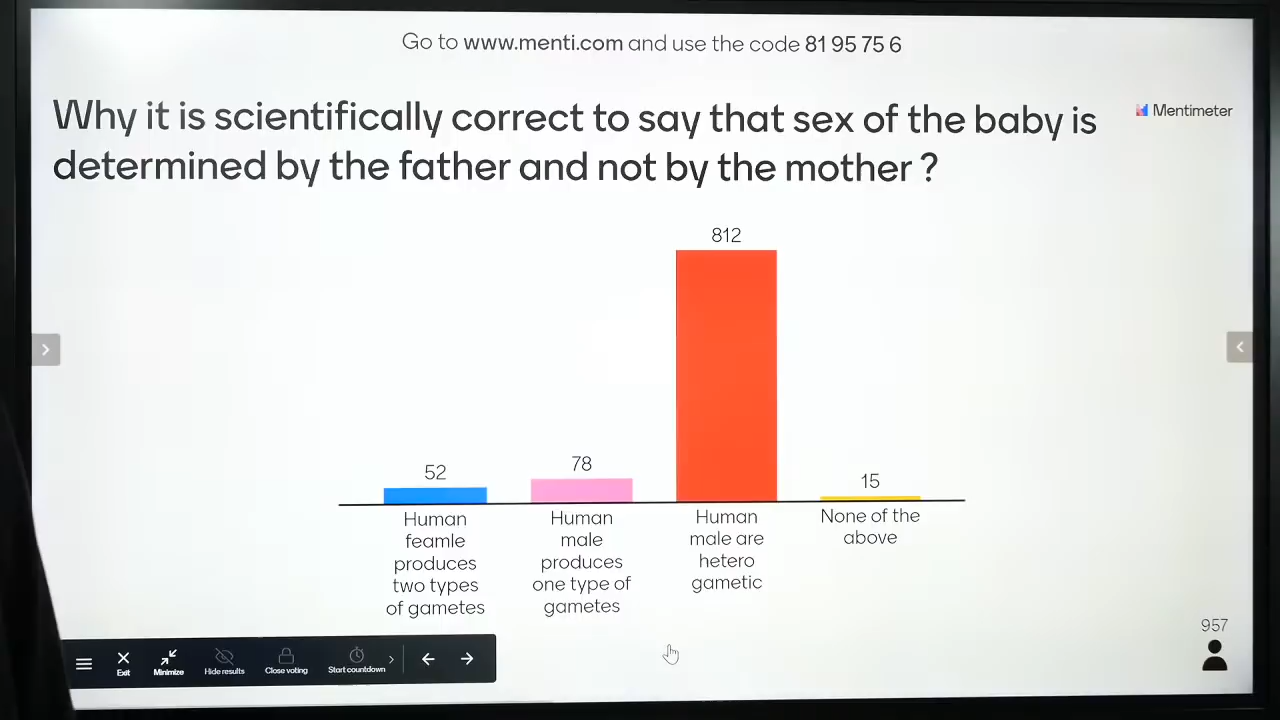 Go to www.menti.com and use the code 81 95 75 6
Why it is scientifically correct to say that sex of the baby is
determined by the father and not by the mother ?
Mentimeter
812
78
52
15
Human
feamle
produces
two types
of gametes
Human
male
produces
one type of
gametes
Human
male are
hetero
gametic
None of the
above
957
Exit
Minimize
Hide results
Close voting
Start countdown